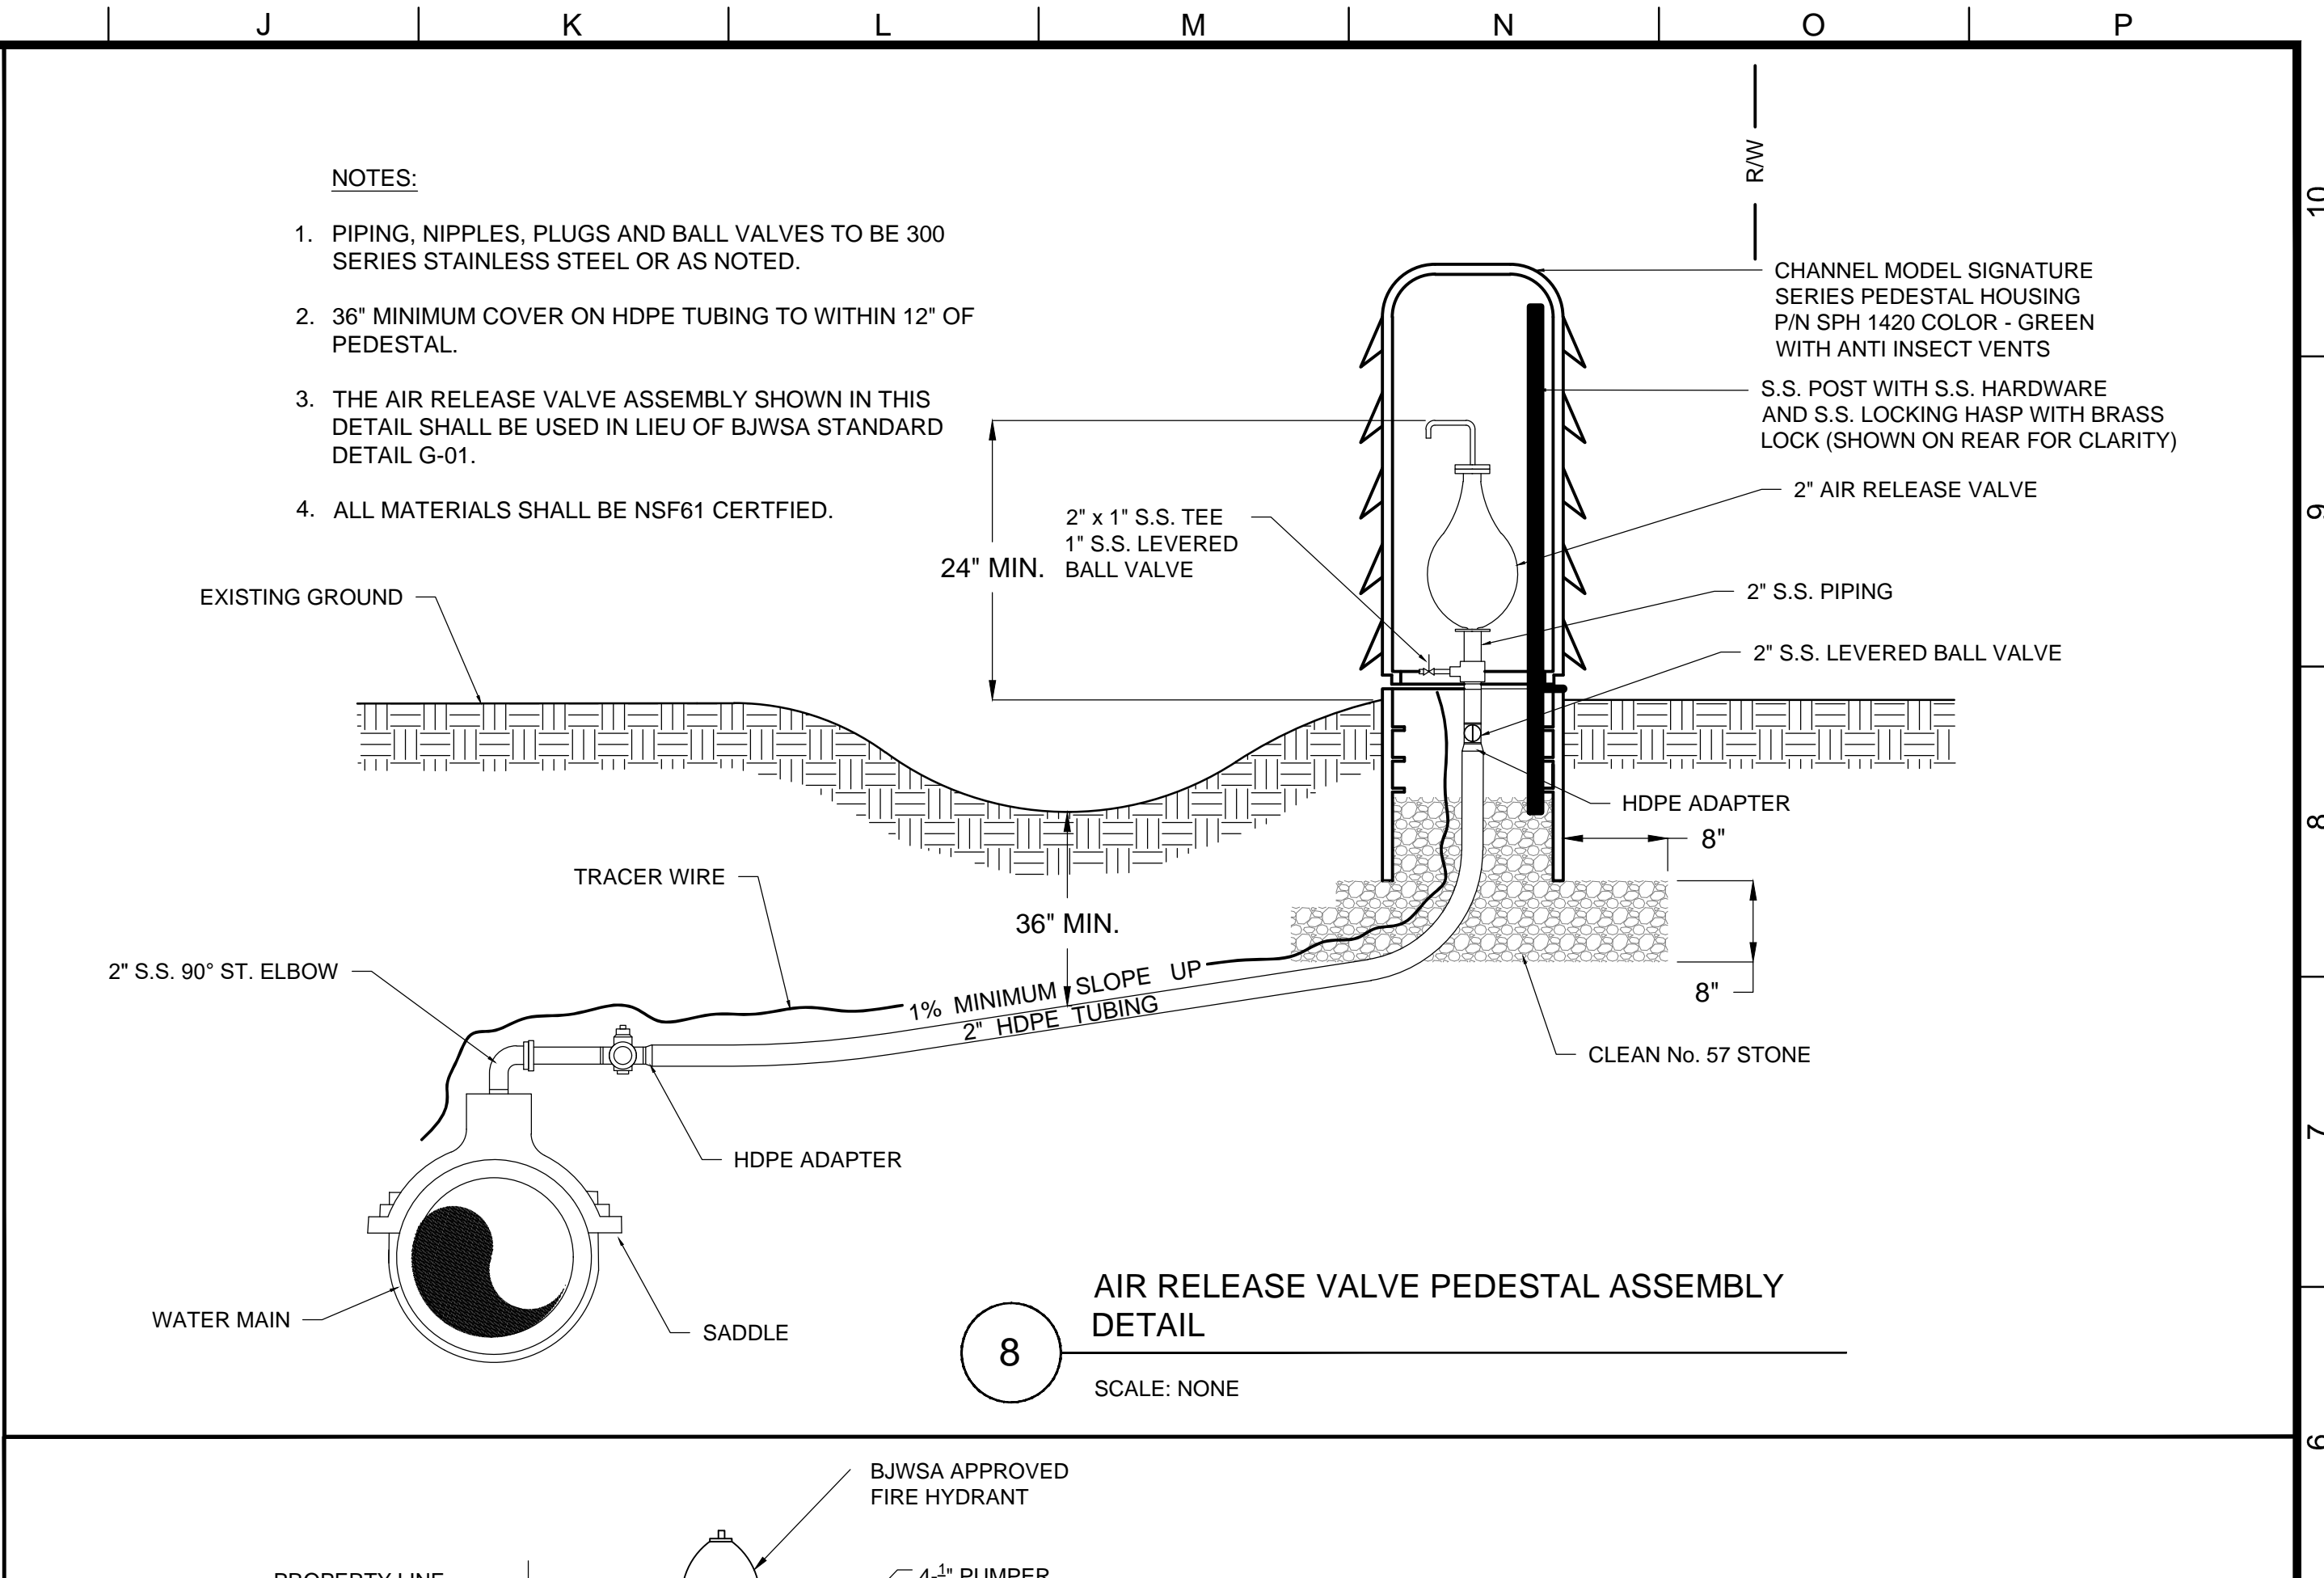 J
K
L
M
N
O
P
10
9
8
7
6
R/W
NOTES:
1. PIPING, NIPPLES, PLUGS AND BALL VALVES TO BE 300
SERIES STAINLESS STEEL OR AS NOTED.
2. 36" MINIMUM COVER ON HDPE TUBING TO WITHIN 12" OF
PEDESTAL.
3. THE AIR RELEASE VALVE ASSEMBLY SHOWN IN THIS
DETAIL SHALL BE USED IN LIEU OF BJWSA STANDARD
DETAIL G-01.
4. ALL MATERIALS SHALL BE NSF61 CERTFIED.
CHANNEL MODEL SIGNATURE
SERIES PEDESTAL HOUSING
P/N SPH 1420 COLOR - GREEN
WITH ANTI INSECT VENTS
S.S. POST WITH S.S. HARDWARE
AND S.S. LOCKING HASP WITH BRASS
LOCK (SHOWN ON REAR FOR CLARITY)
2" AIR RELEASE VALVE
2" x 1" S.S. TEE
1" S.S. LEVERED
BALL VALVE
24" MIN.
2" S.S. PIPING
EXISTING GROUND
2" S.S. LEVERED BALL VALVE
HDPE ADAPTER
8"
TRACER WIRE
36" MIN.
2" S.S. 90° ST. ELBOW
1% MINIMUM SLOPE UP
2" HDPE TUBING
8"
CLEAN No. 57 STONE
HDPE ADAPTER
WATER MAIN
SADDLE
8
AIR RELEASE VALVE PEDESTAL ASSEMBLY
DETAIL
SCALE: NONE
BJWSA APPROVED
FIRE HYDRANT
PROPERTY LINE
PUMPER